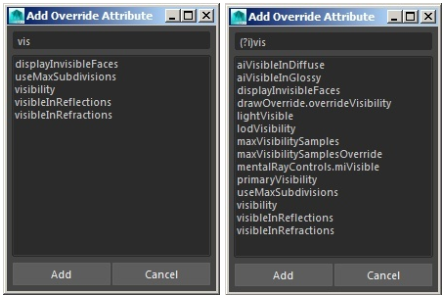 Add Override Attribute
vis
displayInvisibleFaces
useMaxSubdivisions
visibility
visibleInReflections
visibleInRefractions
Add
Cancel
Add Override Attribute
(?i)vis
aiVisibleInDiffuse
aiVisibleInGlossy
displayInvisibleFaces
drawOverride.overrideVisibility
lightVisible
lodVisibility
maxVisibilitySamples
maxVisibilitySamplesOverride
mentalRayControls.miVisible
primaryVisibility
useMaxSubdivisions
visibility
visibleInReflections
visibleInRefractions
Add
Cancel